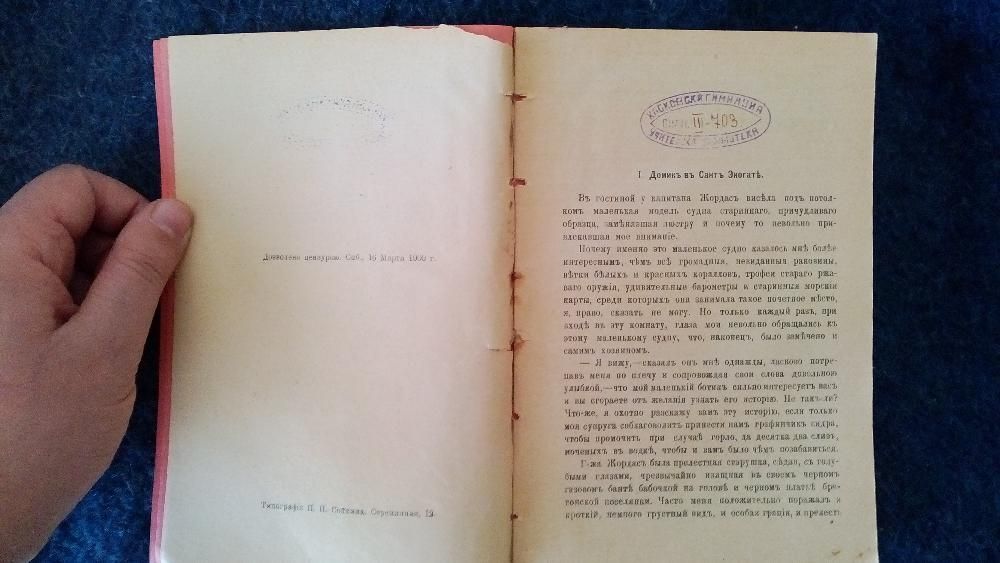 Дозволено цензурою. Спб., 16 Марта 1900 г.
Типографія П. П. Сойкина, Стремянная, 12.
ХАСКОВСКА ГИМНАЗИЯ
III-703
УЧИТЕЛСКА
I. Домикъ въ Сантъ Эногатѣ.
Въ гостиной у капитана Жордасъ висѣла подъ потол-
комъ маленькая модель судна стариннаго, причудливаго
образца, замѣнявшая люстру и почему то невольно при-
влекавшая мое вниманіе.
Почему именно это маленькое судно казалось мнѣ болѣе
интереснымъ, чѣмъ всѣ громадныя, невиданныя раковины,
вѣтки бѣлыхъ и красныхъ коралловъ, трофеи стараго ржа-
ваго оружія, удивительные барометры и старинныя морскія
карты, среди которыхъ она занимала такое почетное мѣсто,
я, право, сказать не могу. Но только каждый разъ, при
входѣ въ эту комнату, глаза мои невольно обращались къ
этому маленькому судну, что, наконецъ, было замѣчено и
самимъ хозяиномъ.
— Я вижу,—сказалъ онъ мнѣ однажды, ласково потре-
павъ меня по плечу и сопровождая свои слова довольною
улыбкой,—что мой маленькій ботикъ сильно интересуетъ васъ
и вы сгораете отъ желанія узнать его исторію. Не такъ-ли?
Что-же, я охотно разскажу вамъ эту исторію, если только
моя супруга соблаговолитъ принести намъ графинчикъ сидра,
чтобы промочить при случаѣ горло, да десятка два сливъ,
моченыхъ въ водкѣ, чтобы и вамъ было чѣмъ позабавиться.
Г-жа Жордасъ была прелестная старушка, сѣдая, съ голу-
быми глазами, чрезвычайно изящная въ своемъ черномъ
газовомъ бантѣ бабочкой на головѣ и черномъ платьѣ бре-
тонской поселянки. Часто меня положительно поражалъ и
кроткій, немного грустный видъ, и особая грація, и прелесть